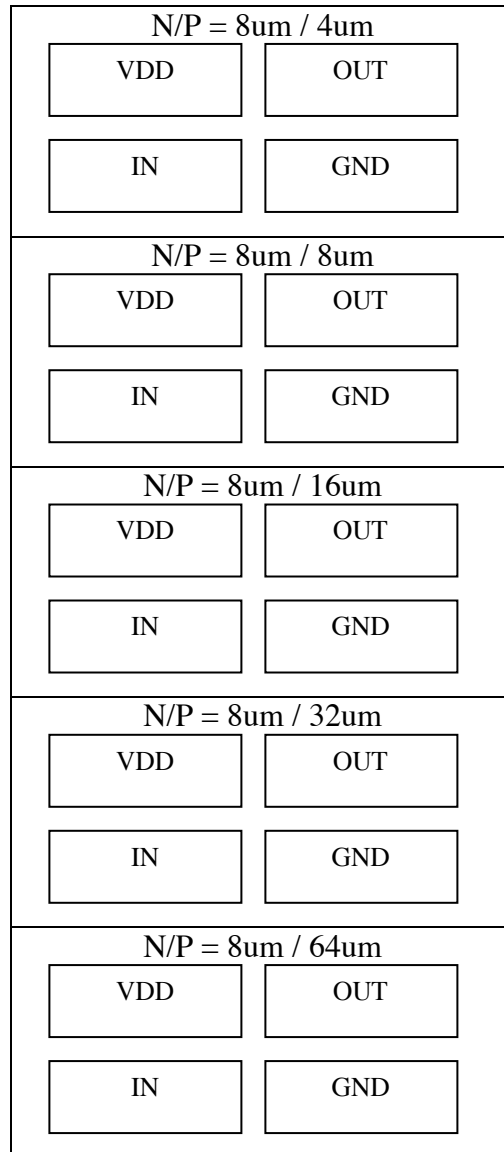 N/P = 8um / 4um
VDD OUT
IN GND
N/P = 8um / 8um
VDD OUT
IN GND
N/P = 8um / 16um
VDD OUT
IN GND
N/P = 8um / 32um
VDD OUT
IN GND
N/P = 8um / 64um
VDD OUT
IN GND